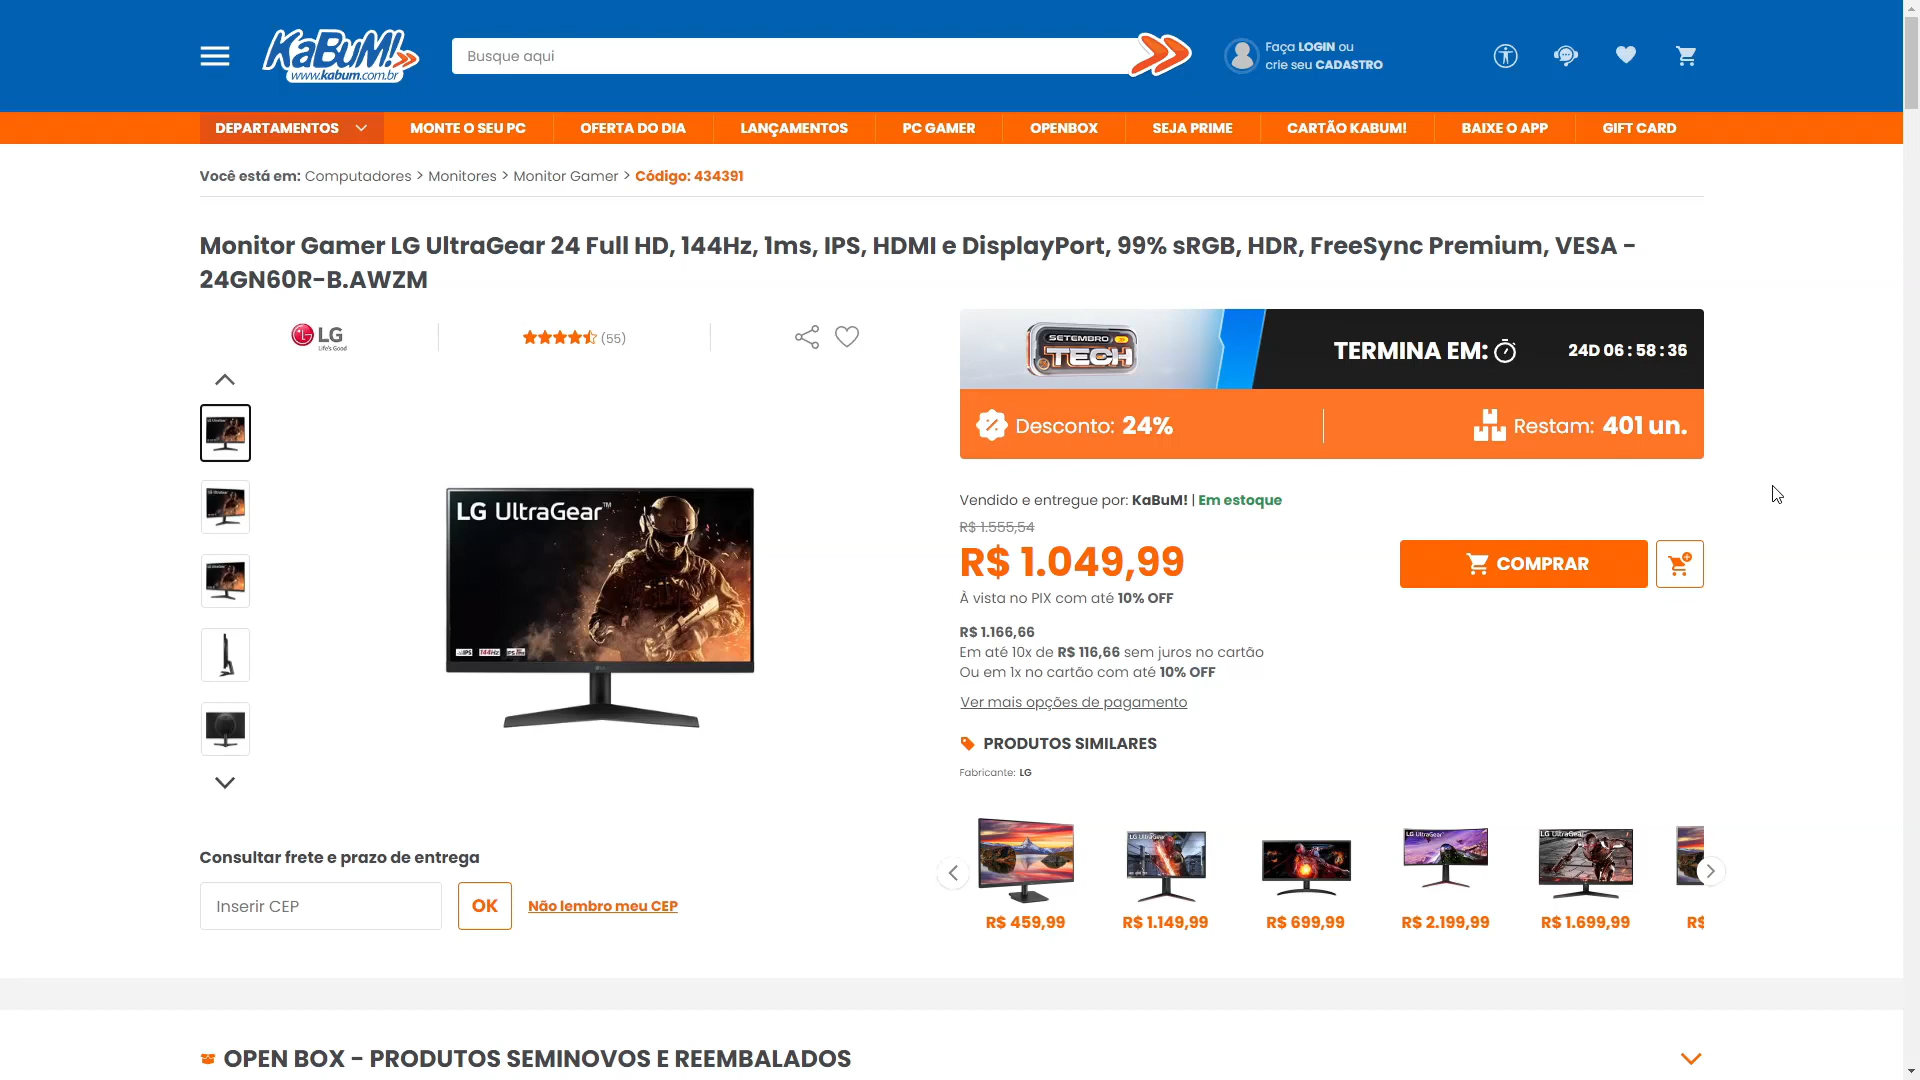 KaBuM!
www.kabum.com.br
Busque aqui
Faça LOGIN ou
crie seu CADASTRO
DEPARTAMENTOS
MONTE O SEU PC
OFERTA DO DIA
LANÇAMENTOS
PC GAMER
OPENBOX
SEJA PRIME
CARTÃO KABUM!
BAIXE O APP
GIFT CARD
Você está em: Computadores > Monitores > Monitor Gamer > Código: 434391
Monitor Gamer LG UltraGear 24 Full HD, 144Hz, 1ms, IPS, HDMI e DisplayPort, 99% sRGB, HDR, FreeSync Premium, VESA -
24GN60R-B.AWZM
LG
Life's Good
(55)
SETEMBRO
TECH
TERMINA EM:
24D 06 : 58 : 36
Desconto: 24%
Restam: 401 un.
LG UltraGear™
IPS 144Hz
Vendido e entregue por: KaBuM! | Em estoque
R$ 1.555,54
R$ 1.049,99
COMPRAR
À vista no PIX com até 10% OFF
R$ 1.166,66
Em até 10x de R$ 116,66 sem juros no cartão
Ou em 1x no cartão com até 10% OFF
Ver mais opções de pagamento
PRODUTOS SIMILARES
Fabricante: LG
LG UltraGear
LG UltraGear
LG UltraGear
R$ 459,99
R$ 1.149,99
R$ 699,99
R$ 2.199,99
R$ 1.699,99
R$
Consultar frete e prazo de entrega
Inserir CEP
OK
Não lembro meu CEP
OPEN BOX - PRODUTOS SEMINOVOS E REEMBALADOS